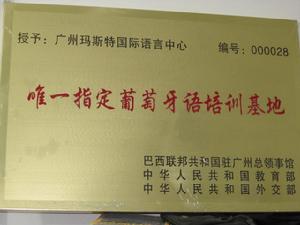 授予：广州玛斯特国际语言中心 编号：000028
唯一指定葡萄牙语培训基地
巴西联邦共和国驻广州总领事馆
中华人民共和国教育部
中华人民共和国外交部